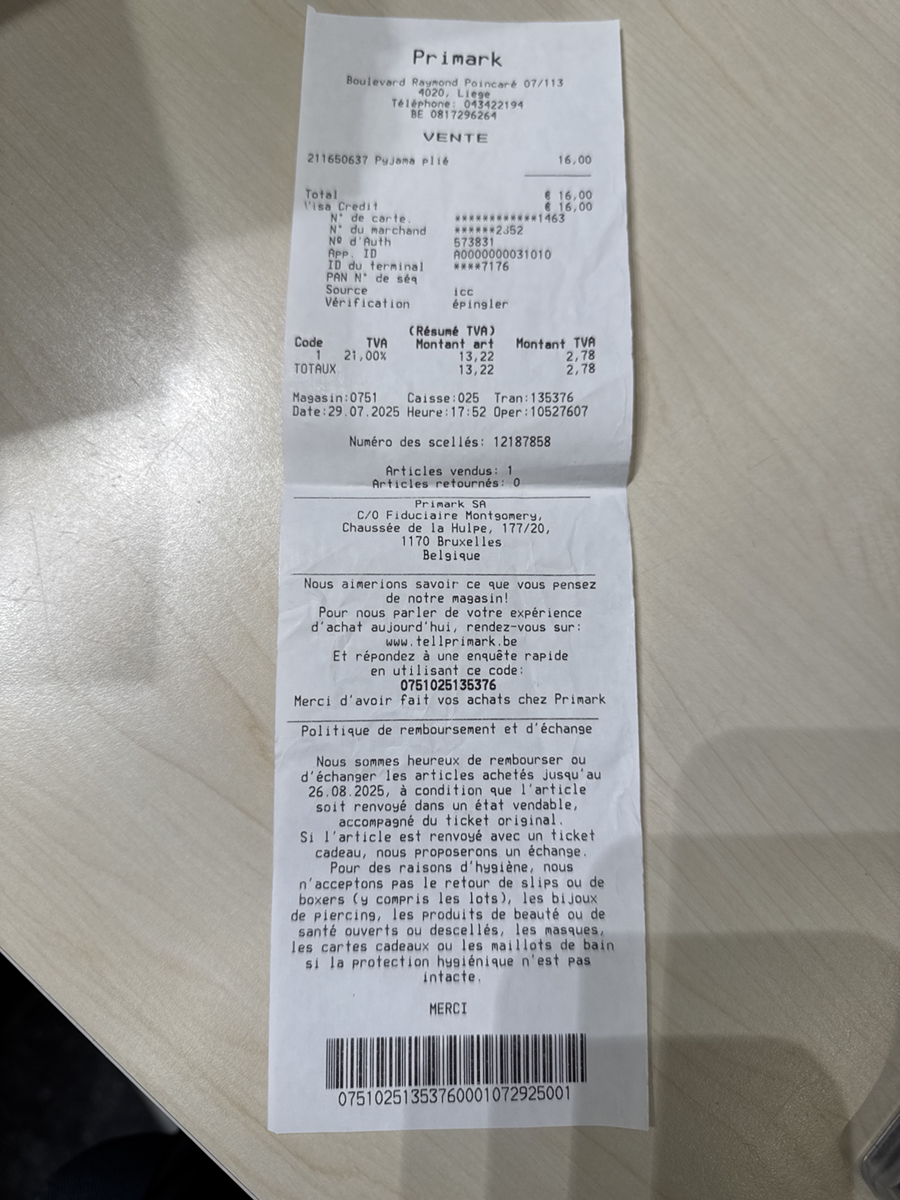 Primark
Boulevard Raymond Poincaré 07/113
4020, Liege
Téléphone: 043422194
BE 0817296264
VENTE
211650637 Pyjama plié 16,00
Total € 16,00
Visa Credit € 16,00
N° de carte. ************1463
N° du marchand ******2352
Nº d'Auth 573831
App. ID A0000000031010
ID du terminal ****7176
PAN N° de séq
Source icc
Vérification épingler
(Résumé TVA)
Code TVA Montant art Montant TVA
1 21,00% 13,22 2,78
TOTAUX 13,22 2,78
Magasin:0751 Caisse:025 Tran:135376
Date:29.07.2025 Heure:17:52 Oper:10527607
Numéro des scellés: 12187858
Articles vendus: 1
Articles retournés: 0
Primark SA
C/O Fiduciaire Montgomery,
Chaussée de la Hulpe, 177/20,
1170 Bruxelles
Belgique
Nous aimerions savoir ce que vous pensez
de notre magasin!
Pour nous parler de votre expérience
d'achat aujourd'hui, rendez-vous sur:
www.tellprimark.be
Et répondez à une enquête rapide
en utilisant ce code:
0751025135376
Merci d'avoir fait vos achats chez Primark
Politique de remboursement et d'échange
Nous sommes heureux de rembourser ou
d'échanger les articles achetés jusqu'au
26.08.2025, à condition que l'article
soit renvoyé dans un état vendable,
accompagné du ticket original.
Si l'article est renvoyé avec un ticket
cadeau, nous proposerons un échange.
Pour des raisons d'hygiène, nous
n'acceptons pas le retour de slips ou de
boxers (y compris les lots), les bijoux
de piercing, les produits de beauté ou de
santé ouverts ou descellés, les masques,
les cartes cadeaux ou les maillots de bain
si la protection hygiénique n'est pas
intacte.
MERCI
07510251353760001072925001